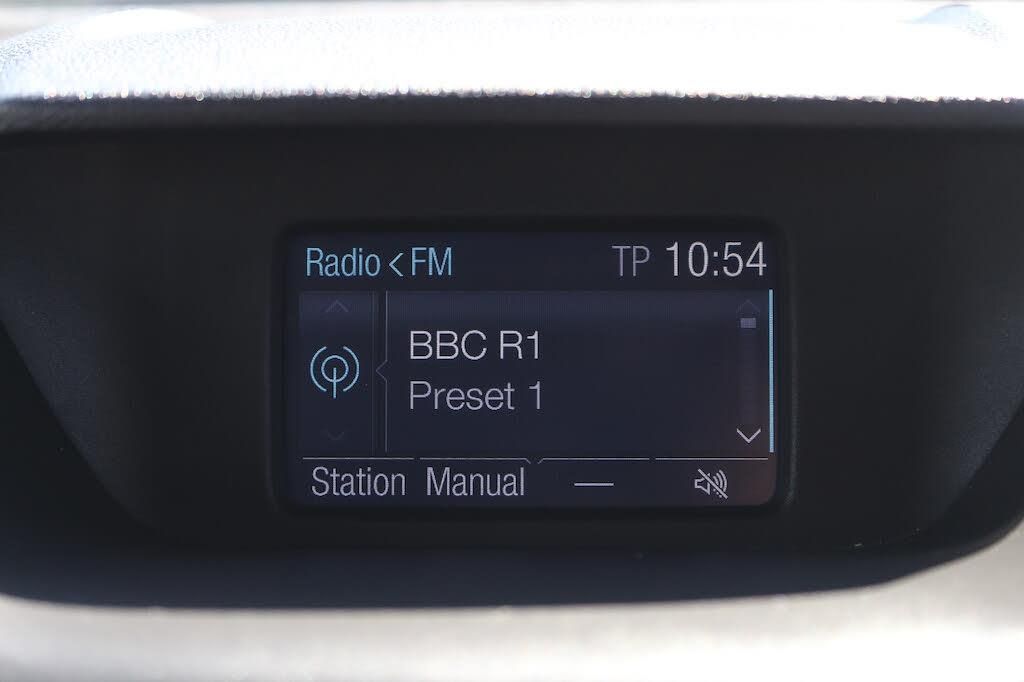 Radio < FM TP 10:54
BBC R1
Preset 1
Station Manual —